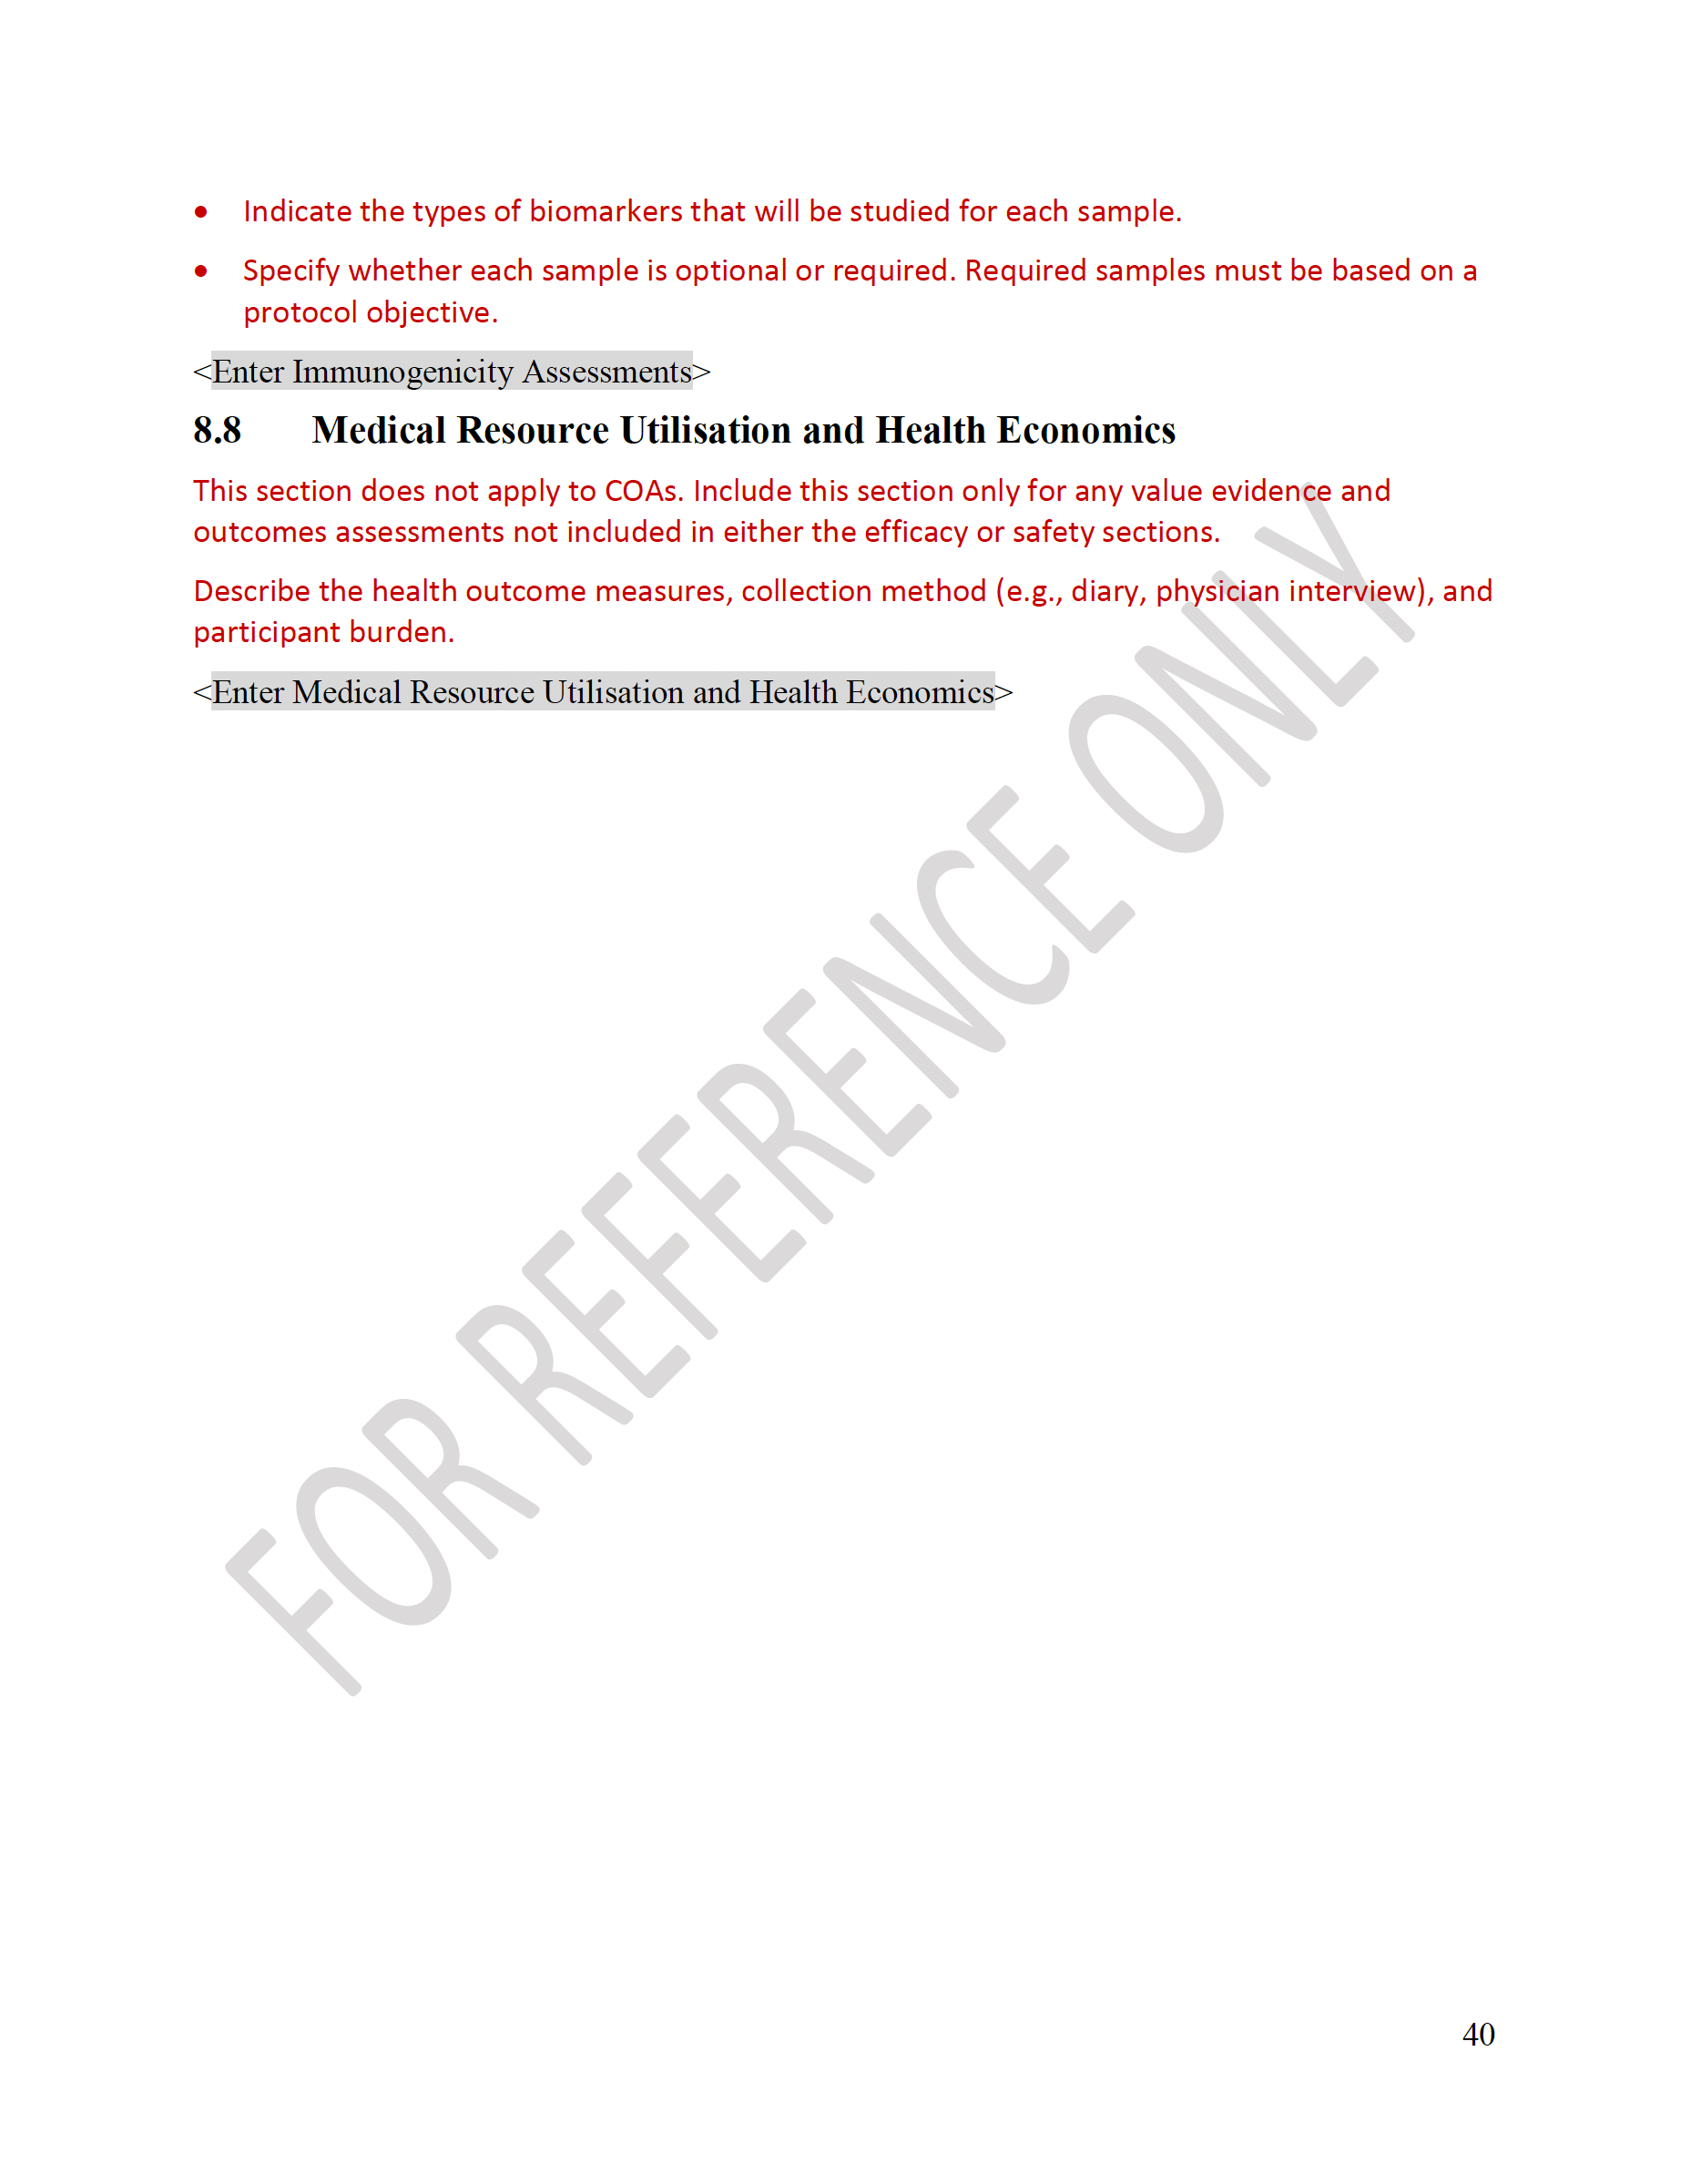 • Indicate the types of biomarkers that will be studied for each sample.
• Specify whether each sample is optional or required. Required samples must be based on a
protocol objective.
<Enter Immunogenicity Assessments>
8.8 Medical Resource Utilisation and Health Economics
This section does not apply to COAs. Include this section only for any value evidence and
outcomes assessments not included in either the efficacy or safety sections.
Describe the health outcome measures, collection method (e.g., diary, physician interview), and
participant burden.
<Enter Medical Resource Utilisation and Health Economics>
FOR REFERENCE ONLY
40